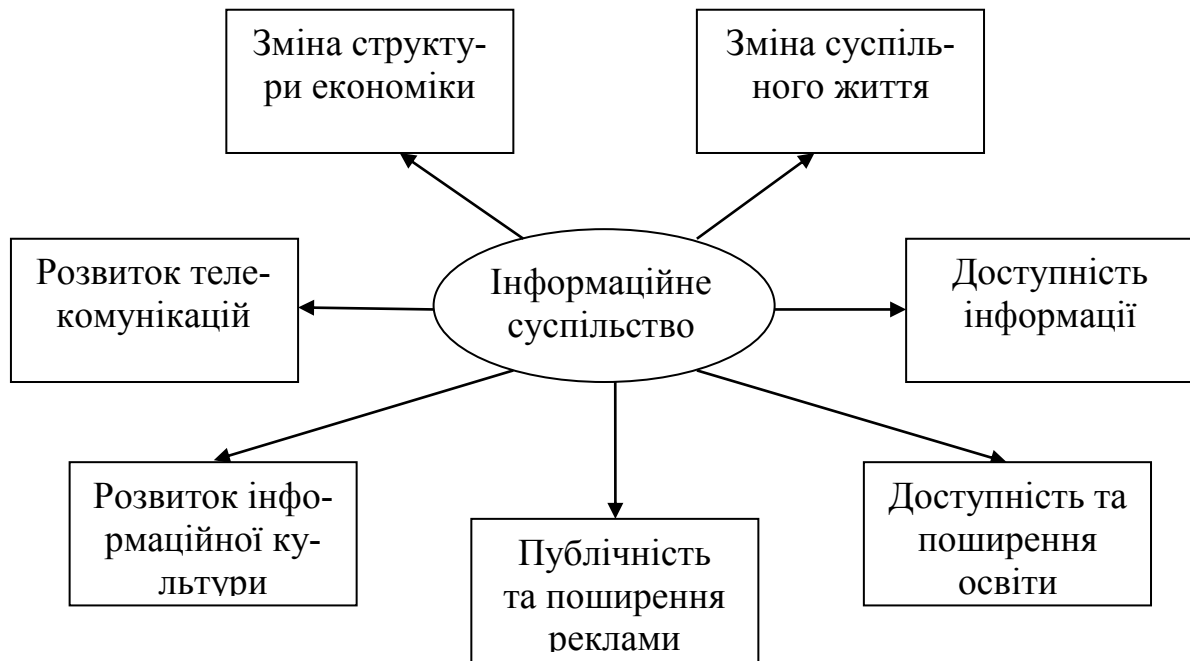 Зміна структу-
ри економіки
Зміна суспіль-
ного життя
Розвиток теле-
комунікацій
Інформаційне
суспільство
Доступність
інформації
Розвиток інфо-
рмаційної ку-
льтури
Публічність
та поширення
реклами
Доступність та
поширення
освіти